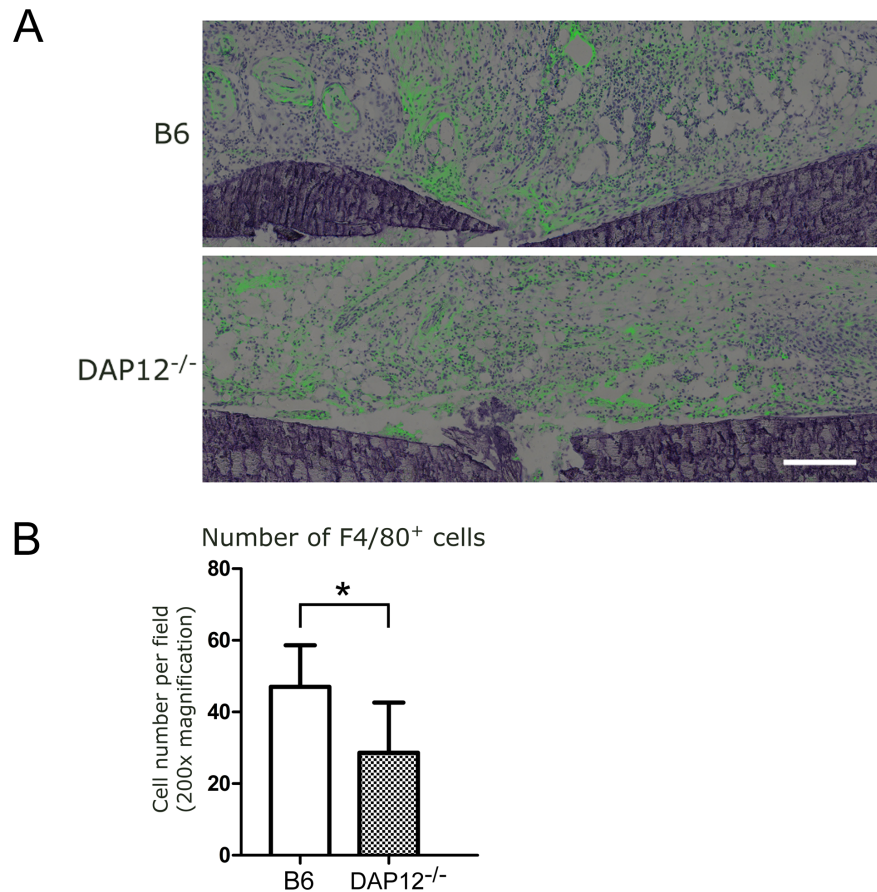 A
B6
DAP12⁻/⁻
B
Number of F4/80⁺ cells
Cell number per field
(200x magnification)
80
60
40
20
0
*
B6
DAP12⁻/⁻